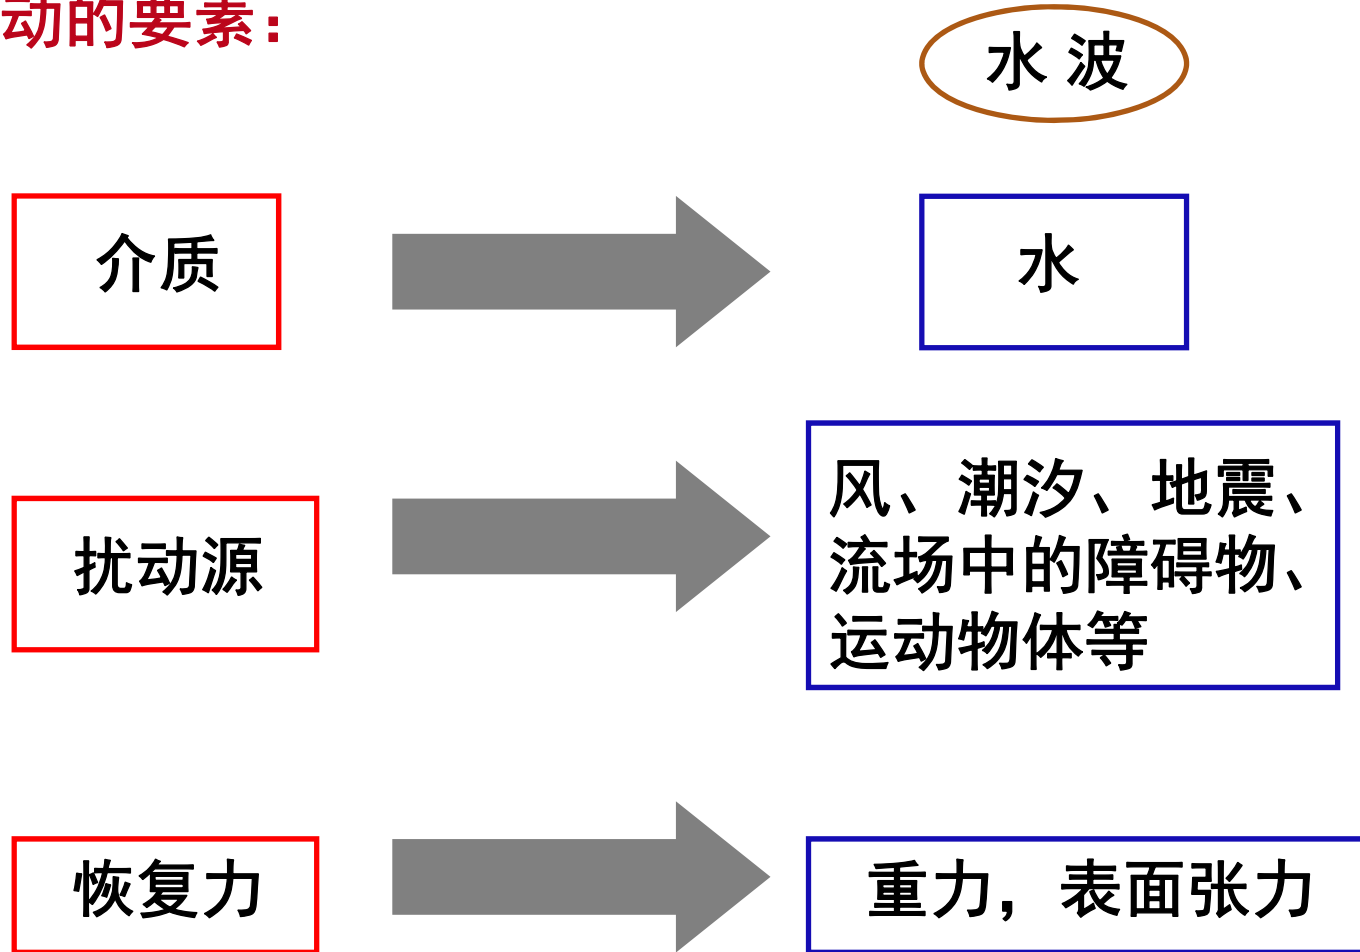 动的要素：
水 波
介质
水
扰动源
风、潮汐、地震、
流场中的障碍物、
运动物体等
恢复力
重力，表面张力